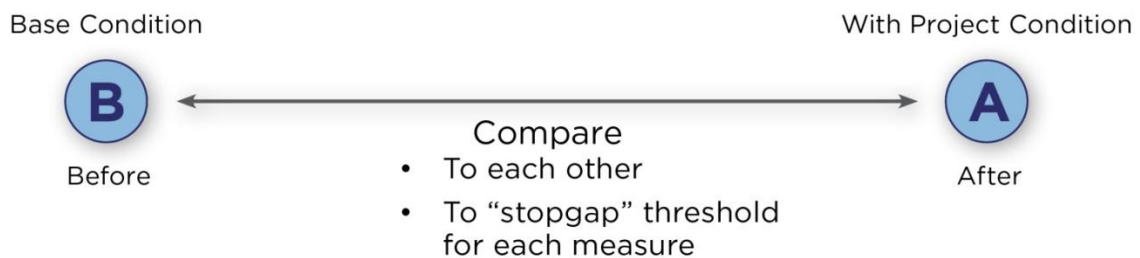 Base Condition
With Project Condition
B
A
Before
After
Compare
• To each other
• To “stopgap” threshold
for each measure